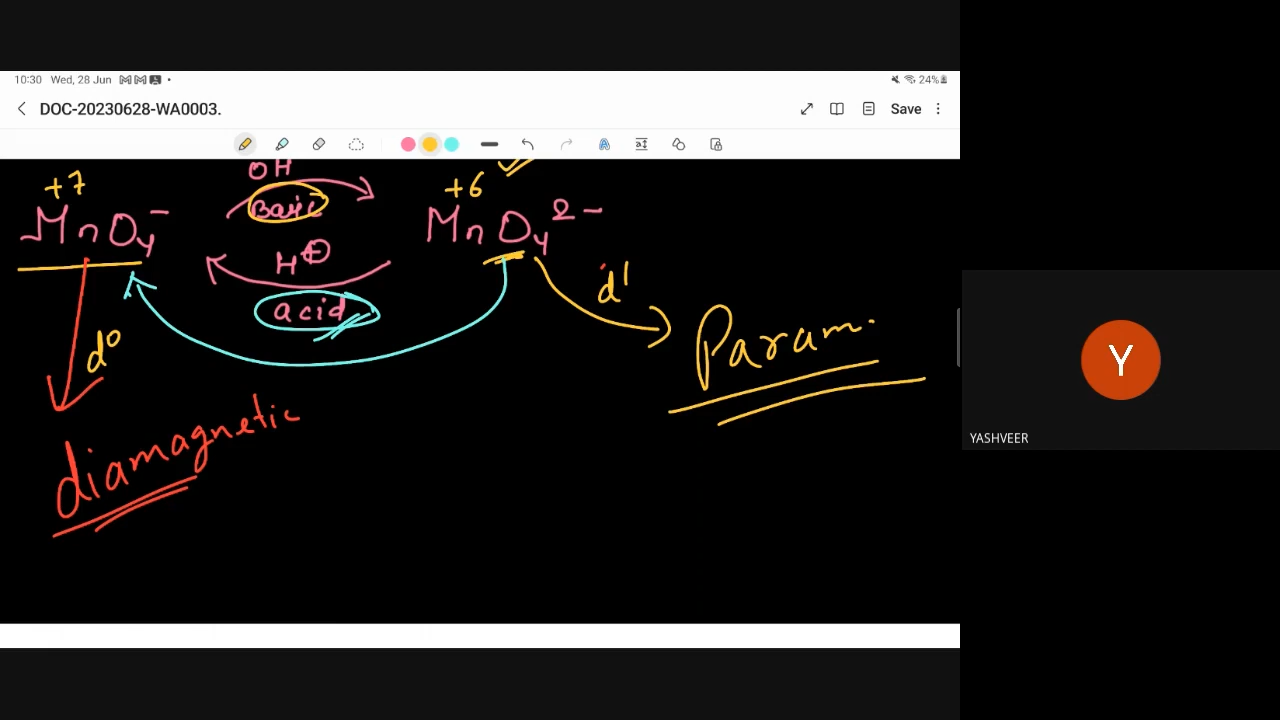 10:30 Wed, 28 Jun
24%
DOC-20230628-WA0003.
Save
+7
OH
+6
MnO4-
Basic
MnO4 2-
H+
acid
d1
Param.
d0
diamagnetic
Y
YASHVEER